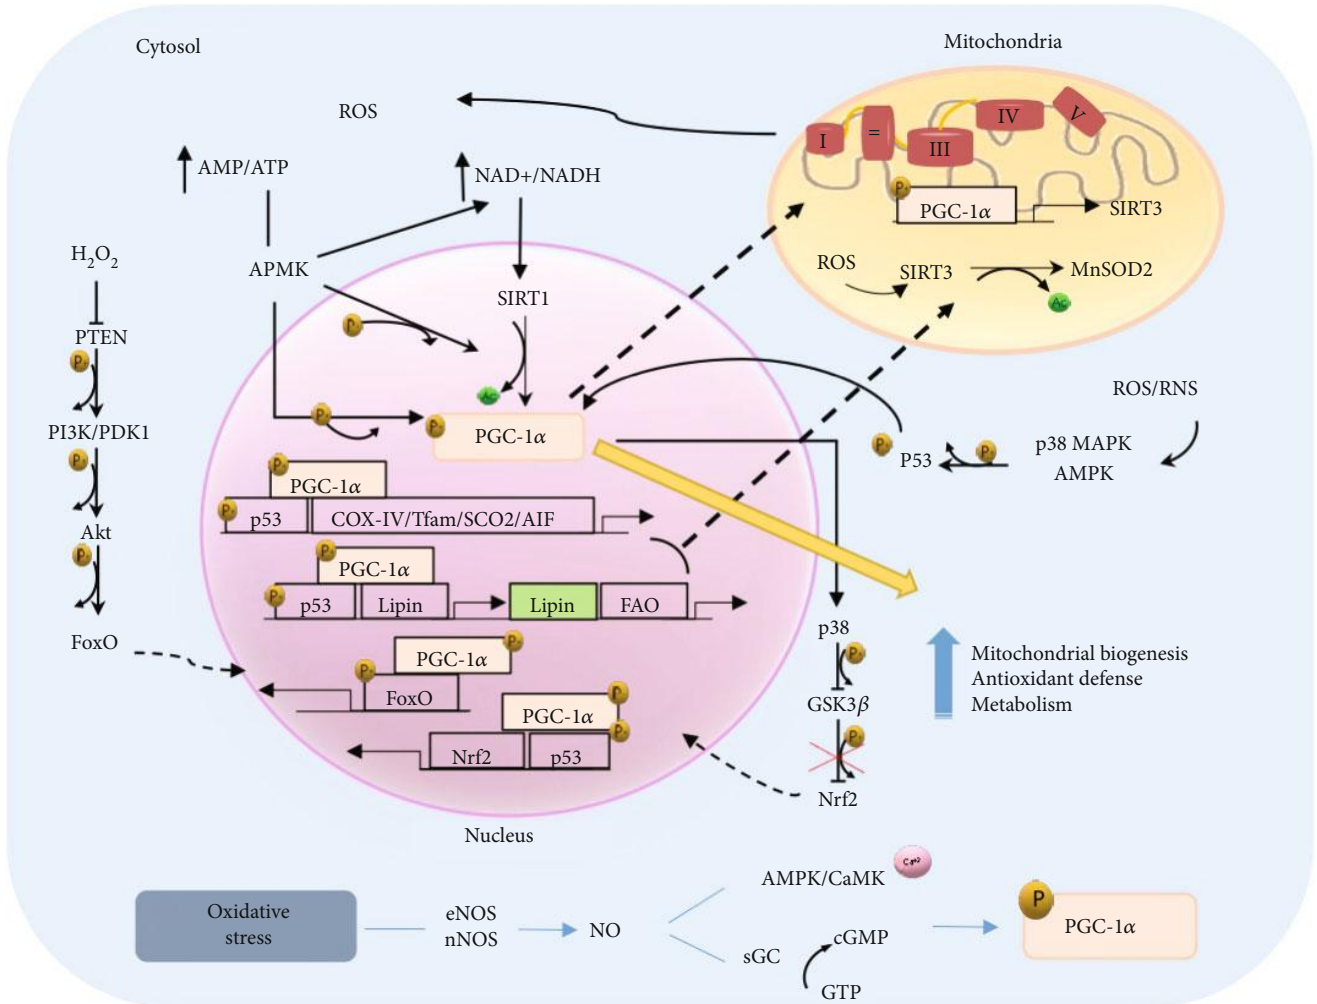 Cytosol
Mitochondria
ROS
AMP/ATP
NAD+/NADH
I
=
III
IV
V
P
PGC-1α
SIRT3
ROS
SIRT3
MnSOD2
Ac
H₂O₂
APMK
SIRT1
P
PTEN
P
PI3K/PDK1
P
Akt
P
FoxO
Ac
P
P
PGC-1α
ROS/RNS
p38 MAPK
AMPK
P
P53
P
P
PGC-1α
P
p53
COX-IV/Tfam/SCO2/AIF
P
PGC-1α
P
p53
Lipin
Lipin
FAO
PGC-1α
P
P
FoxO
PGC-1α
P
P
Nrf2
p53
p38
P
GSK3β
P
Nrf2
Mitochondrial biogenesis
Antioxidant defense
Metabolism
Nucleus
Oxidative
stress
eNOS
nNOS
NO
AMPK/CaMK
sGC
cGMP
GTP
P
PGC-1α